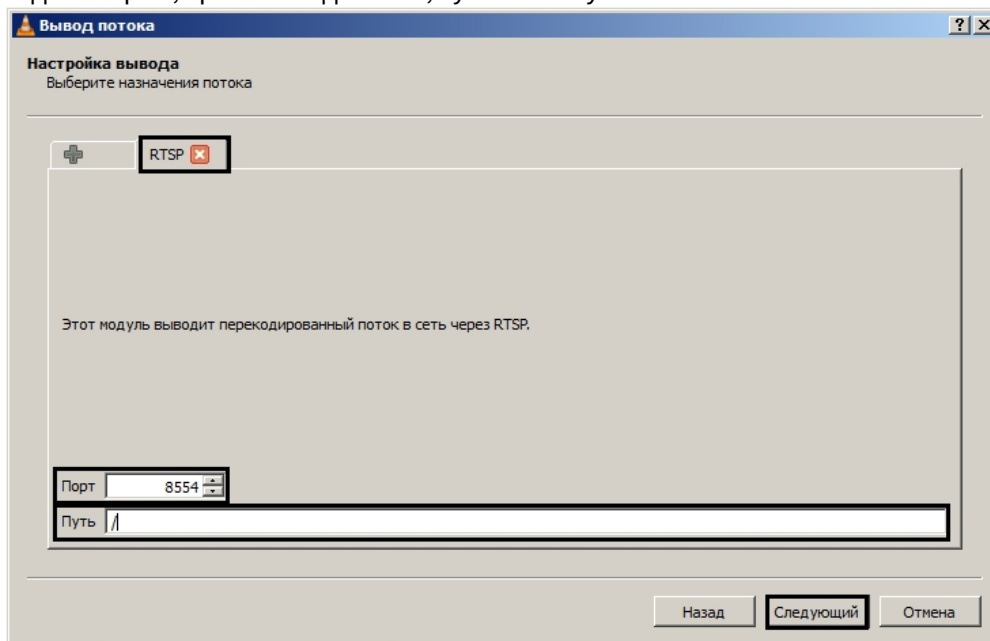 Вывод потока
Настройка вывода
Выберите назначения потока
RTSP
Этот модуль выводит перекодированный поток в сеть через RTSP.
Порт 8554
Путь /
Назад Следующий Отмена